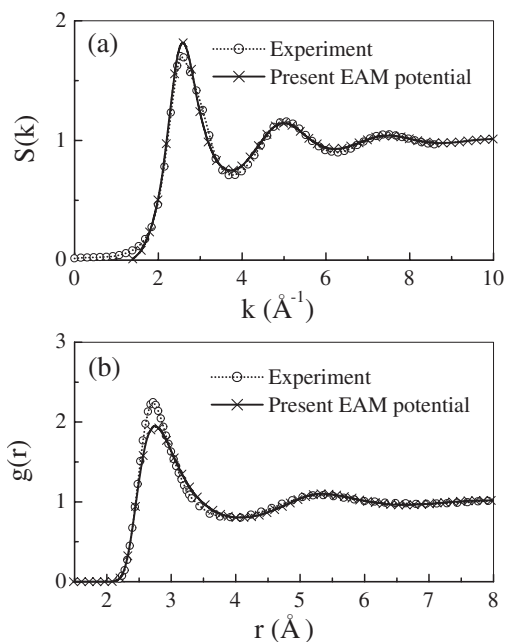 (a)
Experiment
Present EAM potential
S(k)
2
1
0
0 2 4 6 8 10
k (Å⁻¹)
(b)
Experiment
Present EAM potential
g(r)
3
2
1
0
2 3 4 5 6 7 8
r (Å)